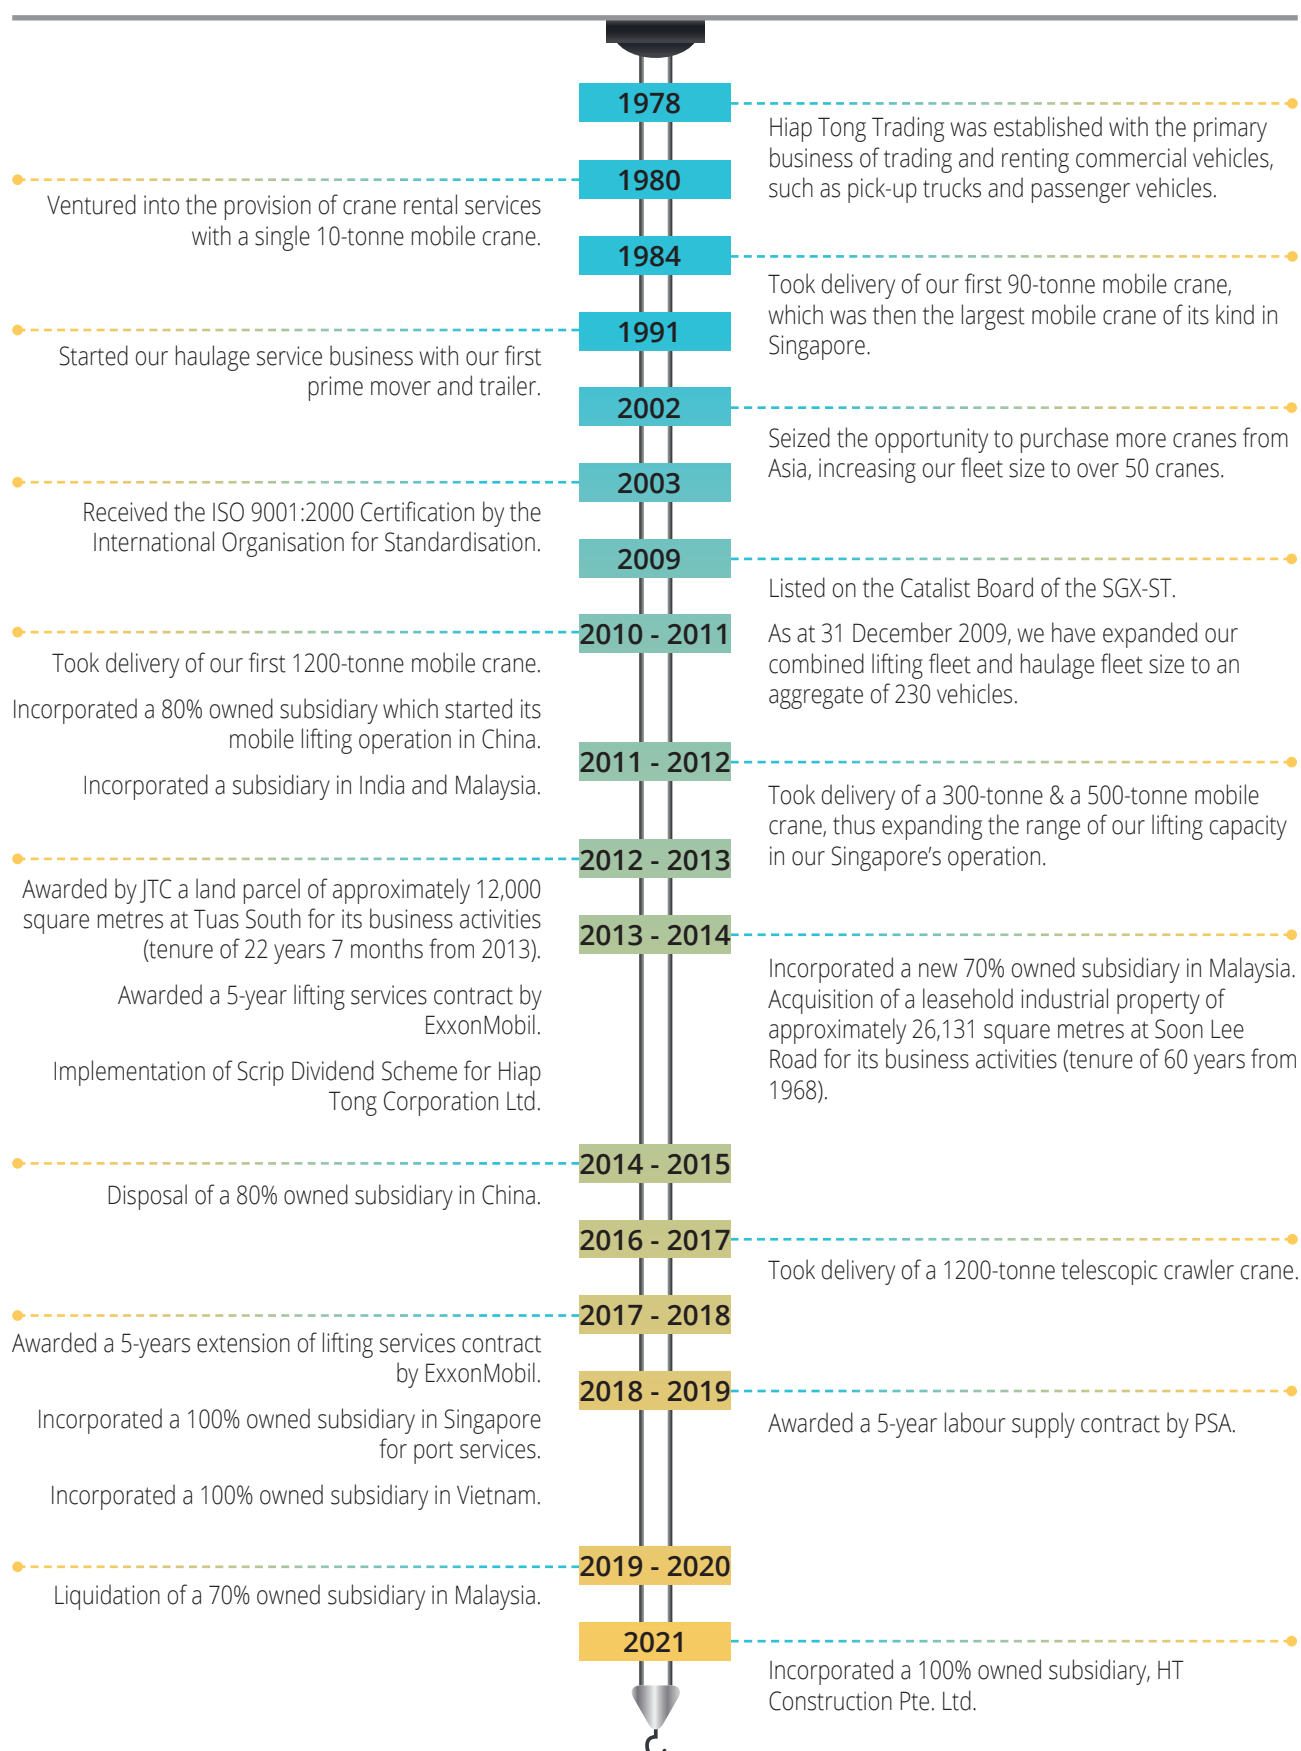 1978
Hiap Tong Trading was established with the primary
business of trading and renting commercial vehicles,
such as pick-up trucks and passenger vehicles.
1980
Ventured into the provision of crane rental services
with a single 10-tonne mobile crane.
1984
Took delivery of our first 90-tonne mobile crane,
which was then the largest mobile crane of its kind in
Singapore.
1991
Started our haulage service business with our first
prime mover and trailer.
2002
Seized the opportunity to purchase more cranes from
Asia, increasing our fleet size to over 50 cranes.
2003
Received the ISO 9001:2000 Certification by the
International Organisation for Standardisation.
2009
Listed on the Catalist Board of the SGX-ST.
As at 31 December 2009, we have expanded our
combined lifting fleet and haulage fleet size to an
aggregate of 230 vehicles.
2010 - 2011
Took delivery of our first 1200-tonne mobile crane.
Incorporated a 80% owned subsidiary which started its
mobile lifting operation in China.
Incorporated a subsidiary in India and Malaysia.
2011 - 2012
Took delivery of a 300-tonne & a 500-tonne mobile
crane, thus expanding the range of our lifting capacity
in our Singapore's operation.
2012 - 2013
Awarded by JTC a land parcel of approximately 12,000
square metres at Tuas South for its business activities
(tenure of 22 years 7 months from 2013).
Awarded a 5-year lifting services contract by
ExxonMobil.
Implementation of Scrip Dividend Scheme for Hiap
Tong Corporation Ltd.
2013 - 2014
Incorporated a new 70% owned subsidiary in Malaysia.
Acquisition of a leasehold industrial property of
approximately 26,131 square metres at Soon Lee
Road for its business activities (tenure of 60 years from
1968).
2014 - 2015
Disposal of a 80% owned subsidiary in China.
2016 - 2017
Took delivery of a 1200-tonne telescopic crawler crane.
2017 - 2018
Awarded a 5-years extension of lifting services contract
by ExxonMobil.
Incorporated a 100% owned subsidiary in Singapore
for port services.
Incorporated a 100% owned subsidiary in Vietnam.
2018 - 2019
Awarded a 5-year labour supply contract by PSA.
2019 - 2020
Liquidation of a 70% owned subsidiary in Malaysia.
2021
Incorporated a 100% owned subsidiary, HT
Construction Pte. Ltd.